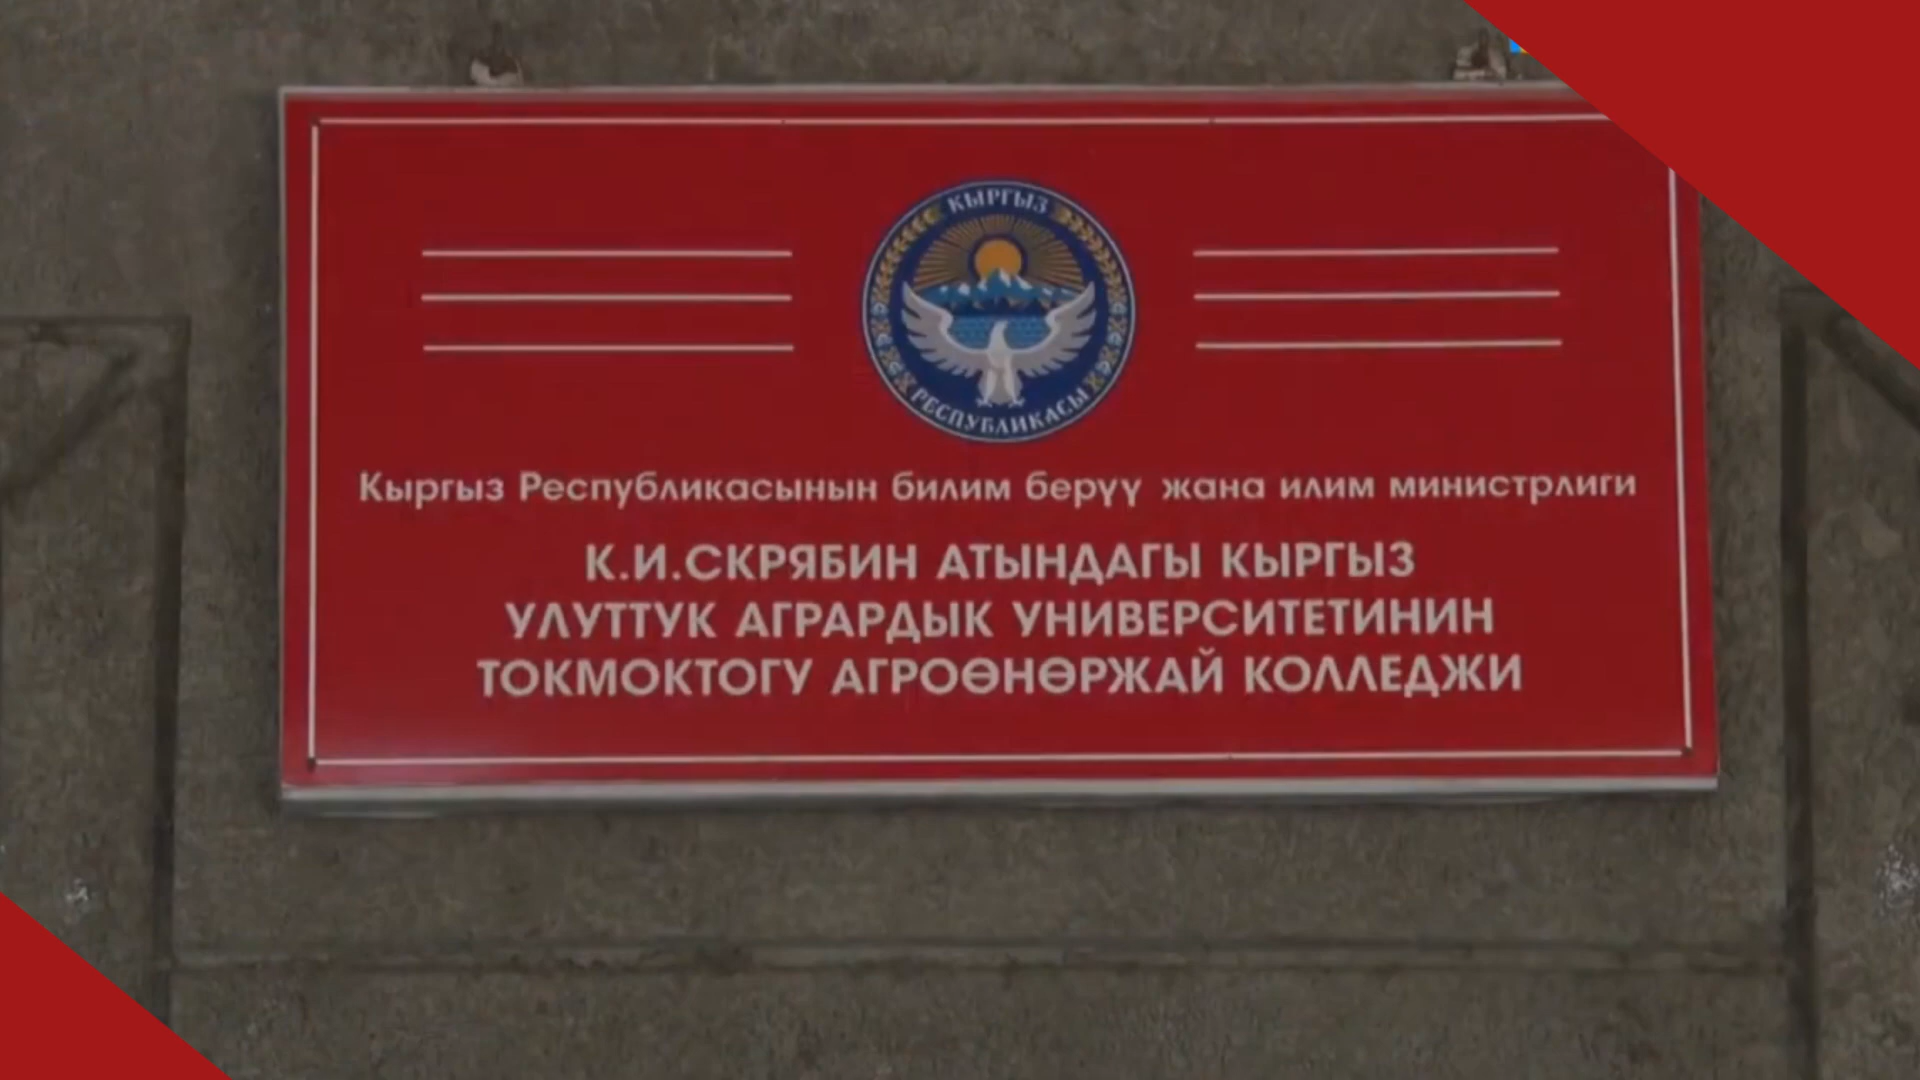 КЫРГЫЗ
РЕСПУБЛИКАСЫ
Кыргыз Республикасынын билим берүү жана илим министрлиги
К.И.СКРЯБИН АТЫНДАГЫ КЫРГЫЗ
УЛУТТУК АГРАРДЫК УНИВЕРСИТЕТИНИН
ТОКМОКТОГУ АГРОӨНӨРЖАЙ КОЛЛЕДЖИ